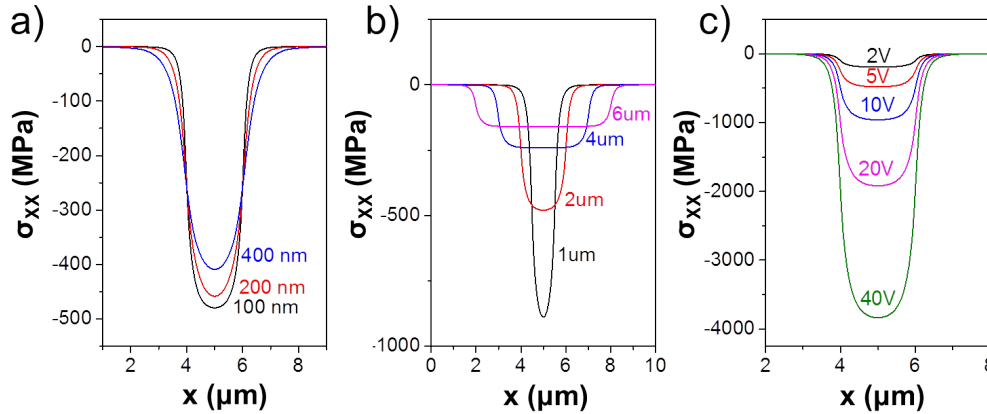 a)
0
-100
-200
-300
-400
-500
σxx (MPa)
400 nm
200 nm
100 nm
2 4 6 8
x (µm)
b)
0
-500
-1000
σxx (MPa)
6um
4um
2um
1um
0 2 4 6 8 10
x (µm)
c)
0
-1000
-2000
-3000
-4000
σxx (MPa)
2V
5V
10V
20V
40V
2 4 6 8
x (µm)